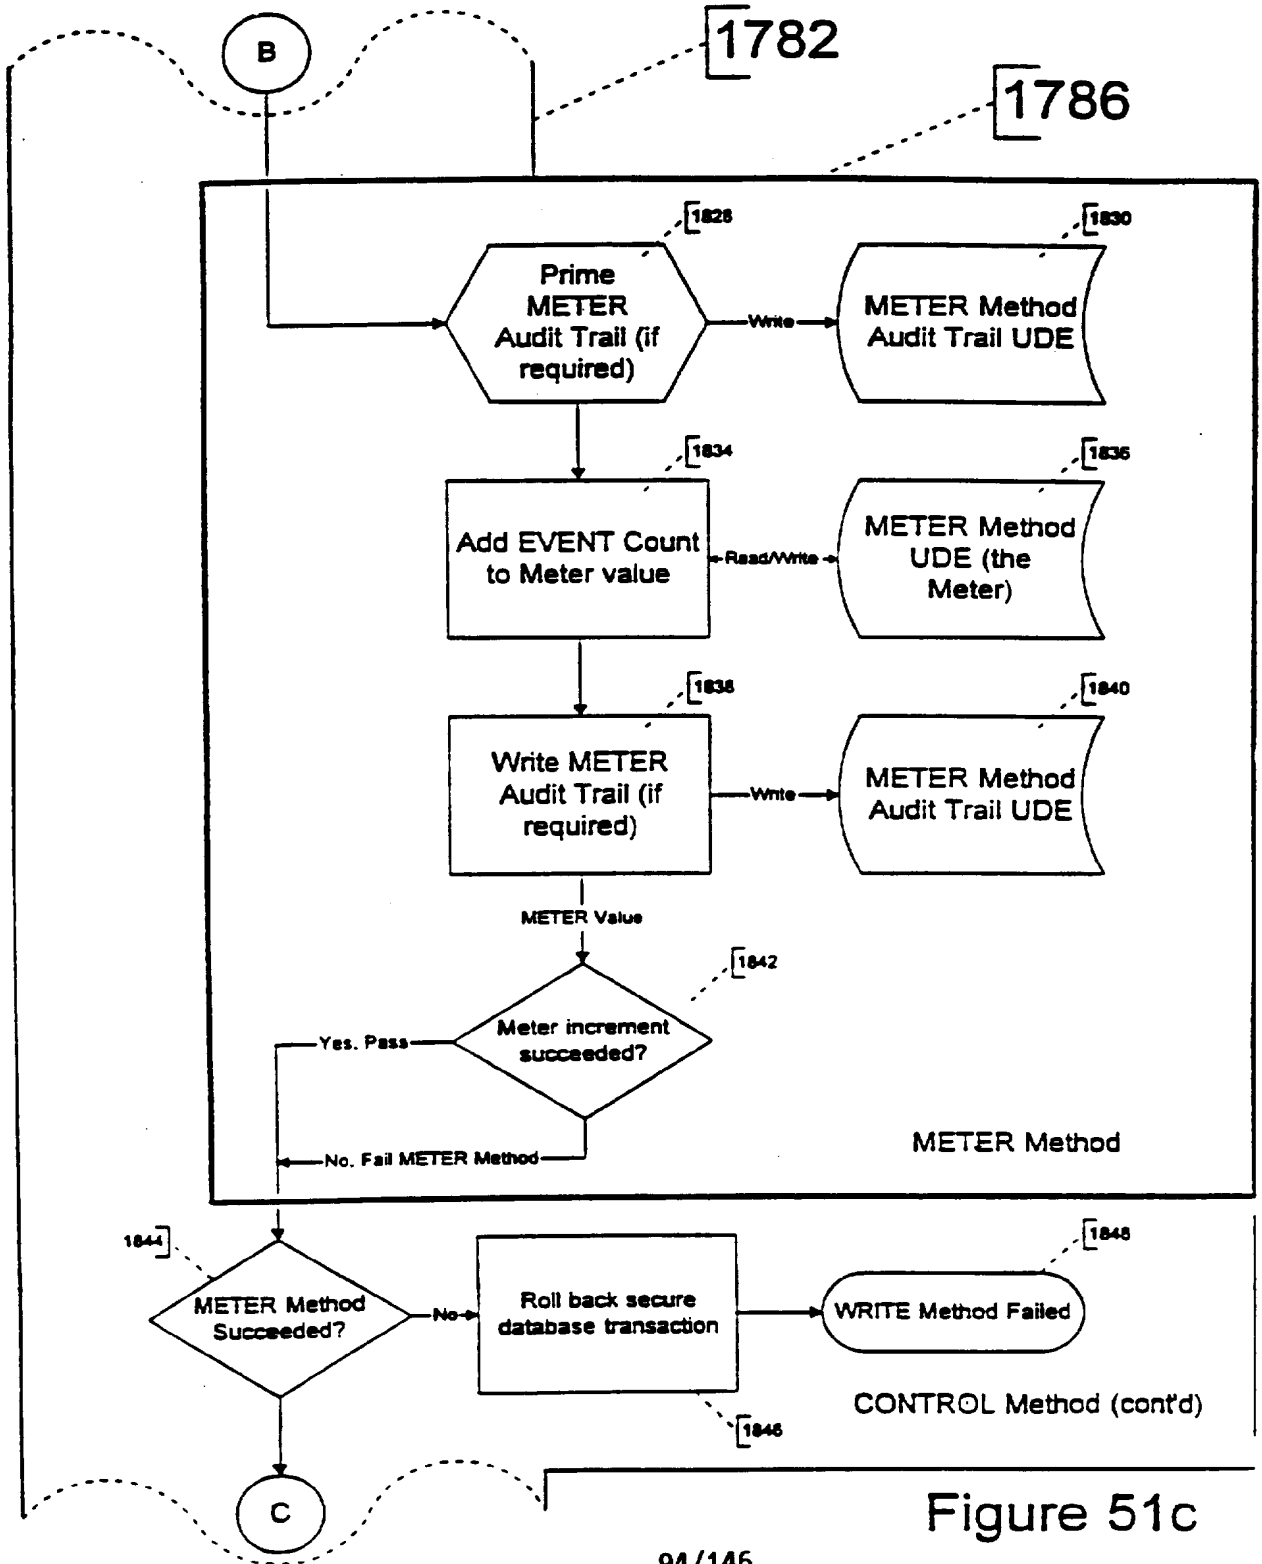 B
1782
1786
1828
1830
Prime
METER
Audit Trail (if
required)
Write
METER Method
Audit Trail UDE
1834
1836
Add EVENT Count
to Meter value
Read/Write
METER Method
UDE (the
Meter)
1838
1840
Write METER
Audit Trail (if
required)
Write
METER Method
Audit Trail UDE
METER Value
1842
Meter increment
succeeded?
Yes. Pass
No. Fail METER Method
METER Method
1844
1848
METER Method
Succeeded?
No
Roll back secure
database transaction
WRITE Method Failed
1846
CONTROL Method (cont'd)
C
Figure 51c
94/146